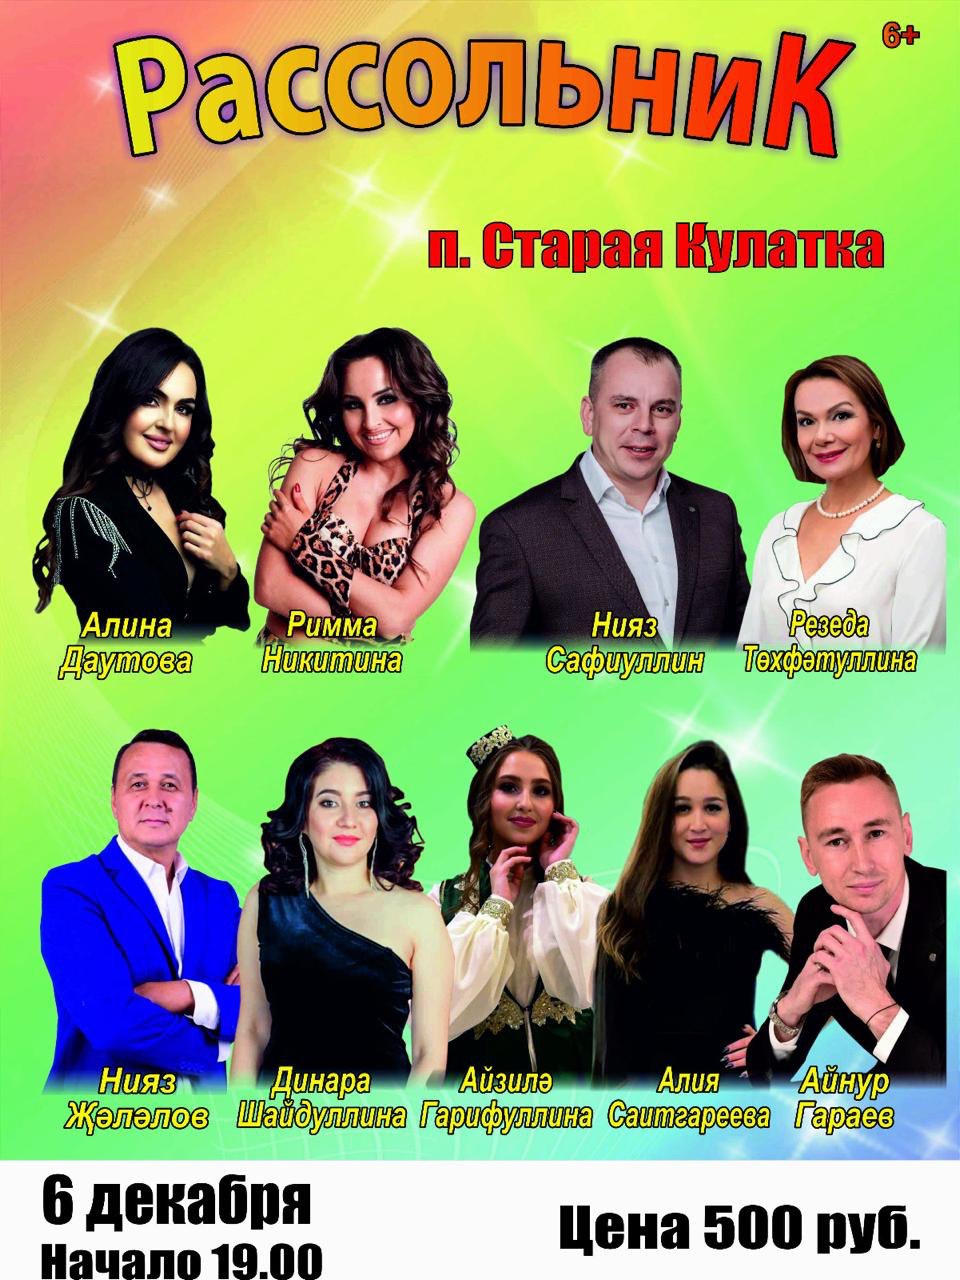 РассольниК
6+
п. Старая Кулатка
Алина
Даутова
Римма
Никитина
Нияз
Сафиуллин
Резеда
Төхфәтуллина
Нияз
Җәләлов
Динара
Шайдуллина
Айзилә
Гарифуллина
Алия
Саитгареева
Айнур
Гараев
6 декабря
Начало 19.00
Цена 500 руб.